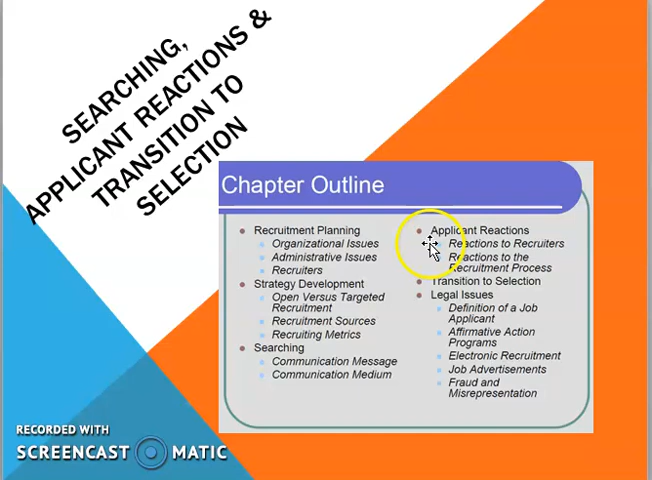 SEARCHING,
APPLICANT REACTIONS &
TRANSITION TO
SELECTION
Chapter Outline
Recruitment Planning
Organizational Issues
Administrative Issues
Recruiters
Strategy Development
Open Versus Targeted
Recruitment
Recruitment Sources
Recruiting Metrics
Searching
Communication Message
Communication Medium
Applicant Reactions
Reactions to Recruiters
Reactions to the
Recruitment Process
Transition to Selection
Legal Issues
Definition of a Job
Applicant
Affirmative Action
Programs
Electronic Recruitment
Job Advertisements
Fraud and
Misrepresentation
RECORDED WITH
SCREENCAST MATIC